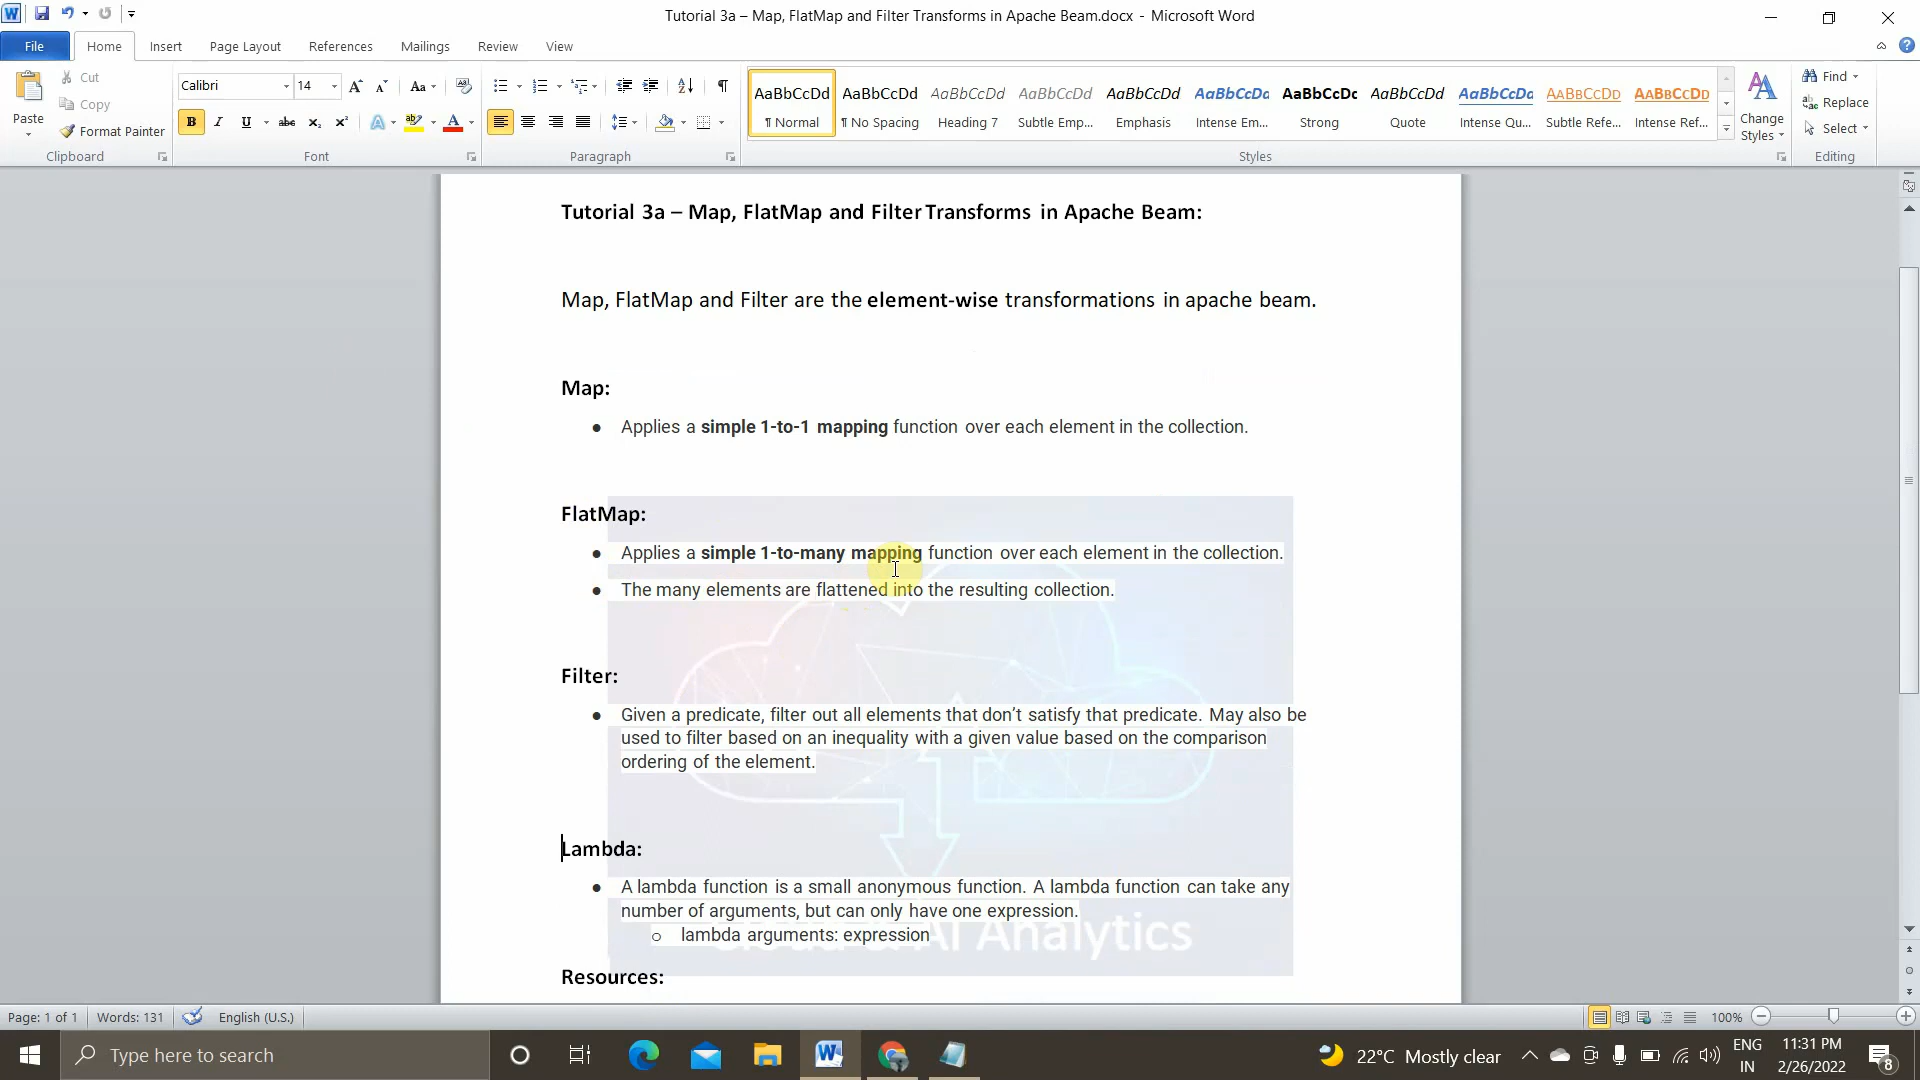 Tutorial 3a – Map, FlatMap and Filter Transforms in Apache Beam.docx - Microsoft Word
File Home Insert Page Layout References Mailings Review View
Paste
Cut
Copy
Format Painter
Clipboard
Calibri 14
Font
Paragraph
AaBbCcDd AaBbCcDd AaBbCcDd AaBbCcDd AaBbCcDd AaBbCcDd AaBbCcDc AaBbCcDd AaBbCcDd AABBCCDD AABBCCDD
¶ Normal ¶ No Spacing Heading 7 Subtle Emp... Emphasis Intense Em... Strong Quote Intense Qu... Subtle Refe... Intense Ref...
Styles
Change
Styles
Find
Replace
Select
Editing
Tutorial 3a – Map, FlatMap and Filter Transforms in Apache Beam:
Map, FlatMap and Filter are the element-wise transformations in apache beam.
Map:
● Applies a simple 1-to-1 mapping function over each element in the collection.
FlatMap:
● Applies a simple 1-to-many mapping function over each element in the collection.
● The many elements are flattened into the resulting collection.
Filter:
● Given a predicate, filter out all elements that don’t satisfy that predicate. May also be
used to filter based on an inequality with a given value based on the comparison
ordering of the element.
Lambda:
● A lambda function is a small anonymous function. A lambda function can take any
number of arguments, but can only have one expression.
o lambda arguments: expression
AI Analytics
Resources:
Page: 1 of 1 Words: 131 English (U.S.) 100%
Type here to search
22°C Mostly clear
ENG
IN
11:31 PM
2/26/2022
8